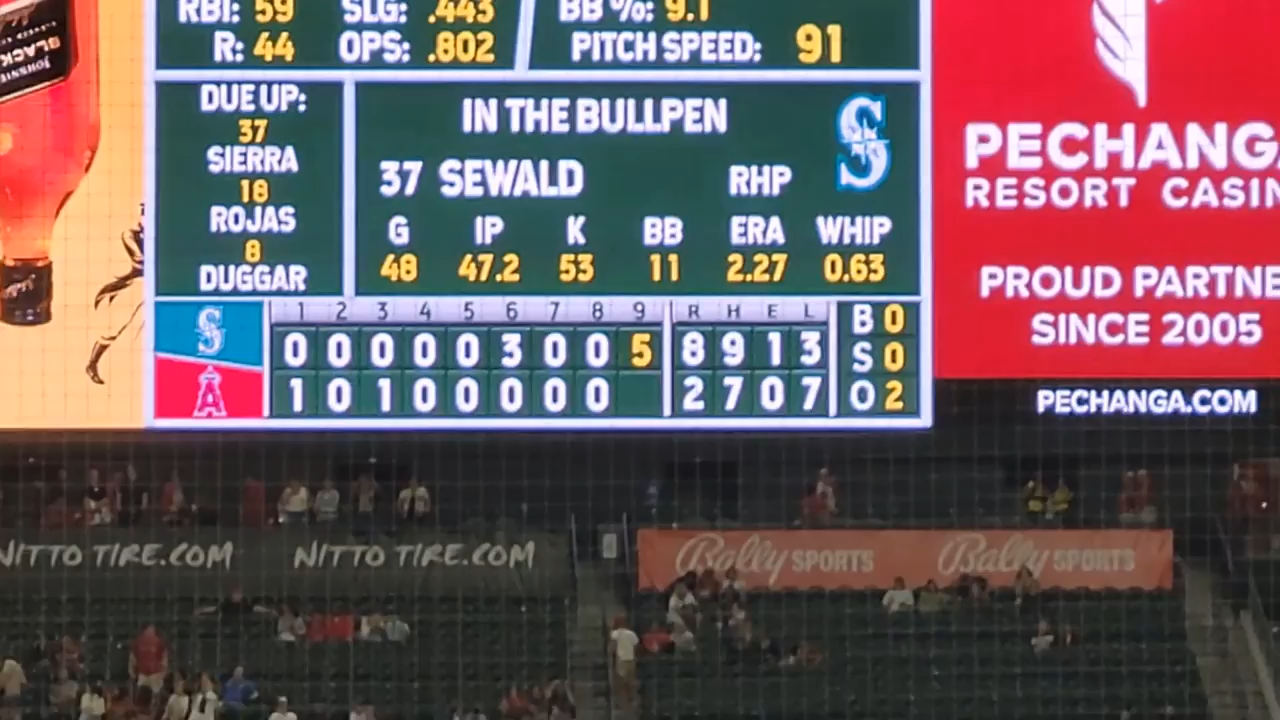 RBI: 59 SLG: .443 BB%: 9.1
R: 44 OPS: .802 PITCH SPEED: 91
JOHNNIE
BLACK
DUE UP:
37
SIERRA
18
ROJAS
8
DUGGAR
IN THE BULLPEN
S
37 SEWALD RHP
G IP K BB ERA WHIP
48 47.2 53 11 2.27 0.63
1 2 3 4 5 6 7 8 9 R H E L
S 0 0 0 0 0 3 0 0 5 8 9 1 3
A 1 0 1 0 0 0 0 0 2 7 0 7
B 0
S 0
O 2
PECHANGA
RESORT CASIN
PROUD PARTNE
SINCE 2005
PECHANGA.COM
NITTO TIRE.COM NITTO TIRE.COM
Bally SPORTS Bally SPORTS